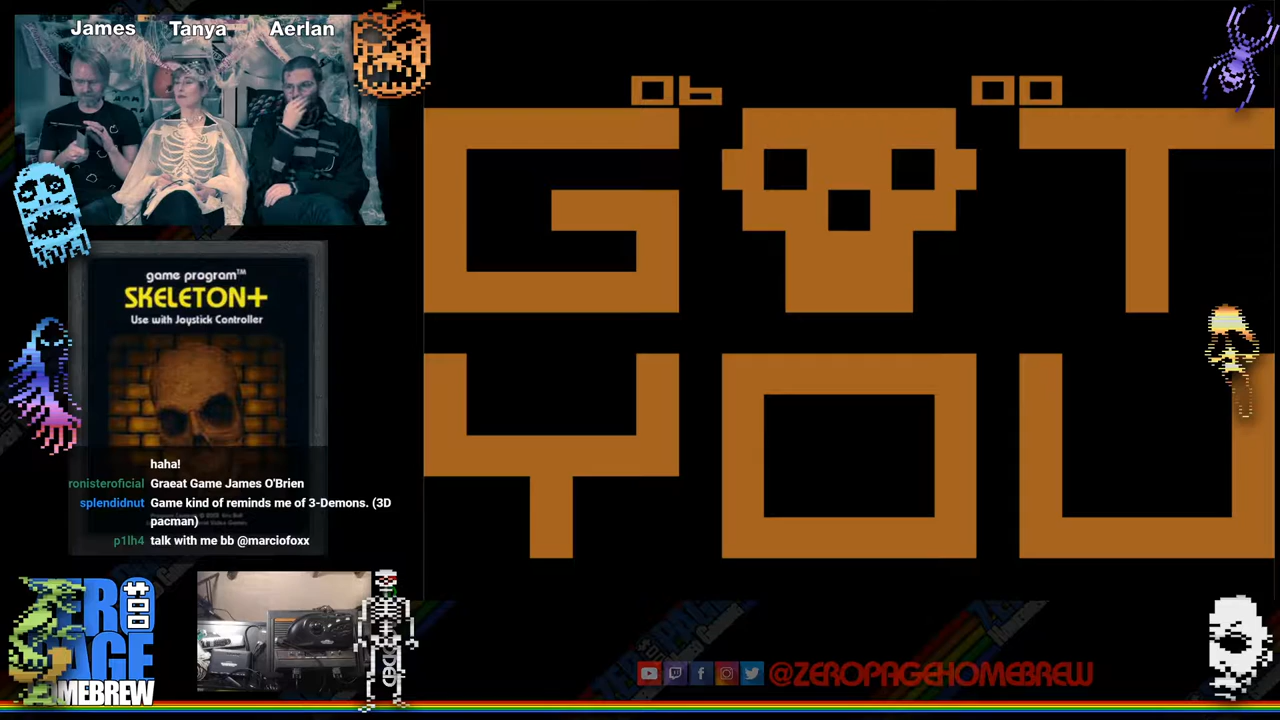 James Tanya Aerlan
06 00
GOT
YOU
game program™
SKELETON+
Use with Joystick Controller
haha!
ronisteroficial Graeat Game James O'Brien
splendidnut Game kind of reminds me of 3-Demons. (3D
pacman)
p1lh4 talk with me bb @marciofoxx
@ZEROPAGEHOMEBREW